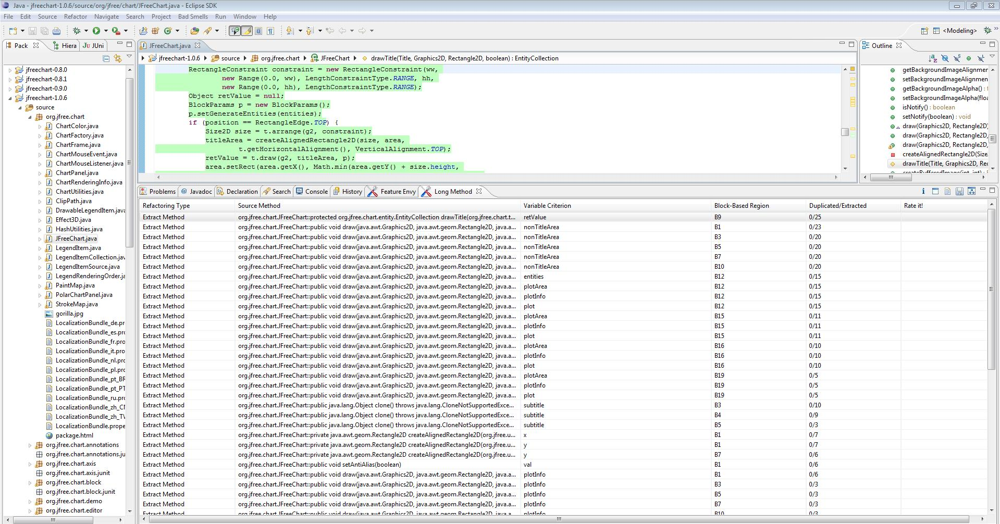 Java - jfreechart-1.0.6/source/org/jfree/chart/JFreeChart.java - Eclipse SDK
File Edit Source Refactor Navigate Search Project Bad Smells Run Window Help
<Modeling>
Pack Hiera JUni
jfreechart-0.8.0
jfreechart-0.8.1
jfreechart-0.9.0
jfreechart-1.0.6
source
org.jfree.chart
ChartColor.java
ChartFactory.java
ChartFrame.java
ChartMouseEvent.java
ChartMouseListener.java
ChartPanel.java
ChartRenderingInfo.java
ChartUtilities.java
ClipPath.java
DrawableLegendItem.java
Effect3D.java
HashUtilities.java
JFreeChart.java
LegendItem.java
LegendItemCollection.jav
LegendItemSource.java
LegendRenderingOrder.ja
PaintMap.java
PolarChartPanel.java
StrokeMap.java
gorilla.jpg
LocalizationBundle_de.pr
LocalizationBundle_es.pro
LocalizationBundle_fr.pro
LocalizationBundle_it.pro
LocalizationBundle_nl.pro
LocalizationBundle_pl.pro
LocalizationBundle_pt_BR
LocalizationBundle_pt_PT
LocalizationBundle_ru.pro
LocalizationBundle_zh_CN
LocalizationBundle_zh_TV
LocalizationBundle.prope
package.html
org.jfree.chart.annotations
org.jfree.chart.annotations.ju
org.jfree.chart.axis
org.jfree.chart.axis.junit
org.jfree.chart.block
org.jfree.chart.block.junit
org.jfree.chart.demo
org.jfree.chart.editor
JFreeChart.java
jfreechart-1.0.6 source org.jfree.chart JFreeChart drawTitle(Title, Graphics2D, Rectangle2D, boolean) : EntityCollection
RectangleConstraint constraint = new RectangleConstraint(ww,
new Range(0.0, ww), LengthConstraintType.RANGE, hh,
new Range(0.0, hh), LengthConstraintType.RANGE);
Object retValue = null;
BlockParams p = new BlockParams();
p.setGenerateEntities(entities);
if (position == RectangleEdge.TOP) {
Size2D size = t.arrange(g2, constraint);
titleArea = createAlignedRectangle2D(size, area,
t.getHorizontalAlignment(), VerticalAlignment.TOP);
retValue = t.draw(g2, titleArea, p);
area.setRect(area.getX(), Math.min(area.getY() + size.height,
Outline
getBackgroundImageAlignmer
setBackgroundImageAlignmen
getBackgroundImageAlpha() : f
setBackgroundImageAlpha(floa
isNotify() : boolean
setNotify(boolean) : void
draw(Graphics2D, Rectangle2D)
draw(Graphics2D, Rectangle2D,
draw(Graphics2D, Rectangle2D,
createAlignedRectangle2D(Size
drawTitle(Title, Graphics2D, Rec
createBufferedImage(int, int) :
Problems Javadoc Declaration Search Console History Feature Envy Long Method
Refactoring Type Source Method Variable Criterion Block-Based Region Duplicated/Extracted Rate it!
Extract Method org.jfree.chart.JFreeChart::protected org.jfree.chart.entity.EntityCollection drawTitle(org.jfree.chart.t... retValue B9 0/25
Extract Method org.jfree.chart.JFreeChart::public void draw(java.awt.Graphics2D, java.awt.geom.Rectangle2D, java.a... nonTitleArea B1 0/23
Extract Method org.jfree.chart.JFreeChart::public void draw(java.awt.Graphics2D, java.awt.geom.Rectangle2D, java.a... nonTitleArea B3 0/20
Extract Method org.jfree.chart.JFreeChart::public void draw(java.awt.Graphics2D, java.awt.geom.Rectangle2D, java.a... nonTitleArea B5 0/20
Extract Method org.jfree.chart.JFreeChart::public void draw(java.awt.Graphics2D, java.awt.geom.Rectangle2D, java.a... nonTitleArea B7 0/20
Extract Method org.jfree.chart.JFreeChart::public void draw(java.awt.Graphics2D, java.awt.geom.Rectangle2D, java.a... nonTitleArea B10 0/20
Extract Method org.jfree.chart.JFreeChart::public void draw(java.awt.Graphics2D, java.awt.geom.Rectangle2D, java.a... entities B12 0/15
Extract Method org.jfree.chart.JFreeChart::public void draw(java.awt.Graphics2D, java.awt.geom.Rectangle2D, java.a... plotArea B12 0/15
Extract Method org.jfree.chart.JFreeChart::public void draw(java.awt.Graphics2D, java.awt.geom.Rectangle2D, java.a... plotInfo B12 0/15
Extract Method org.jfree.chart.JFreeChart::public void draw(java.awt.Graphics2D, java.awt.geom.Rectangle2D, java.a... plot B12 0/15
Extract Method org.jfree.chart.JFreeChart::public void draw(java.awt.Graphics2D, java.awt.geom.Rectangle2D, java.a... plotArea B15 0/11
Extract Method org.jfree.chart.JFreeChart::public void draw(java.awt.Graphics2D, java.awt.geom.Rectangle2D, java.a... plotInfo B15 0/11
Extract Method org.jfree.chart.JFreeChart::public void draw(java.awt.Graphics2D, java.awt.geom.Rectangle2D, java.a... plot B15 0/11
Extract Method org.jfree.chart.JFreeChart::public void draw(java.awt.Graphics2D, java.awt.geom.Rectangle2D, java.a... plotArea B16 0/10
Extract Method org.jfree.chart.JFreeChart::public void draw(java.awt.Graphics2D, java.awt.geom.Rectangle2D, java.a... plotInfo B16 0/10
Extract Method org.jfree.chart.JFreeChart::public void draw(java.awt.Graphics2D, java.awt.geom.Rectangle2D, java.a... plot B16 0/10
Extract Method org.jfree.chart.JFreeChart::public void draw(java.awt.Graphics2D, java.awt.geom.Rectangle2D, java.a... plotArea B19 0/5
Extract Method org.jfree.chart.JFreeChart::public void draw(java.awt.Graphics2D, java.awt.geom.Rectangle2D, java.a... plotInfo B19 0/5
Extract Method org.jfree.chart.JFreeChart::public void draw(java.awt.Graphics2D, java.awt.geom.Rectangle2D, java.a... plot B19 0/5
Extract Method org.jfree.chart.JFreeChart::public java.lang.Object clone() throws java.lang.CloneNotSupportedExce... subtitle B3 0/10
Extract Method org.jfree.chart.JFreeChart::public java.lang.Object clone() throws java.lang.CloneNotSupportedExce... subtitle B4 0/9
Extract Method org.jfree.chart.JFreeChart::public java.lang.Object clone() throws java.lang.CloneNotSupportedExce... subtitle B5 0/3
Extract Method org.jfree.chart.JFreeChart::private java.awt.geom.Rectangle2D createAlignedRectangle2D(org.jfree.u... x B1 0/7
Extract Method org.jfree.chart.JFreeChart::private java.awt.geom.Rectangle2D createAlignedRectangle2D(org.jfree.u... y B1 0/7
Extract Method org.jfree.chart.JFreeChart::private java.awt.geom.Rectangle2D createAlignedRectangle2D(org.jfree.u... y B7 0/6
Extract Method org.jfree.chart.JFreeChart::public void setAntiAlias(boolean) val B1 0/6
Extract Method org.jfree.chart.JFreeChart::public void draw(java.awt.Graphics2D, java.awt.geom.Rectangle2D, java.a... plotInfo B1 0/6
Extract Method org.jfree.chart.JFreeChart::public void draw(java.awt.Graphics2D, java.awt.geom.Rectangle2D, java.a... plotInfo B3 0/3
Extract Method org.jfree.chart.JFreeChart::public void draw(java.awt.Graphics2D, java.awt.geom.Rectangle2D, java.a... plotInfo B5 0/3
Extract Method org.jfree.chart.JFreeChart::public void draw(java.awt.Graphics2D, java.awt.geom.Rectangle2D, java.a... plotInfo B7 0/3
Extract Method org.jfree.chart.JFreeChart::public void draw(java.awt.Graphics2D, java.awt.geom.Rectangle2D, java.a... plotInfo B10 0/3